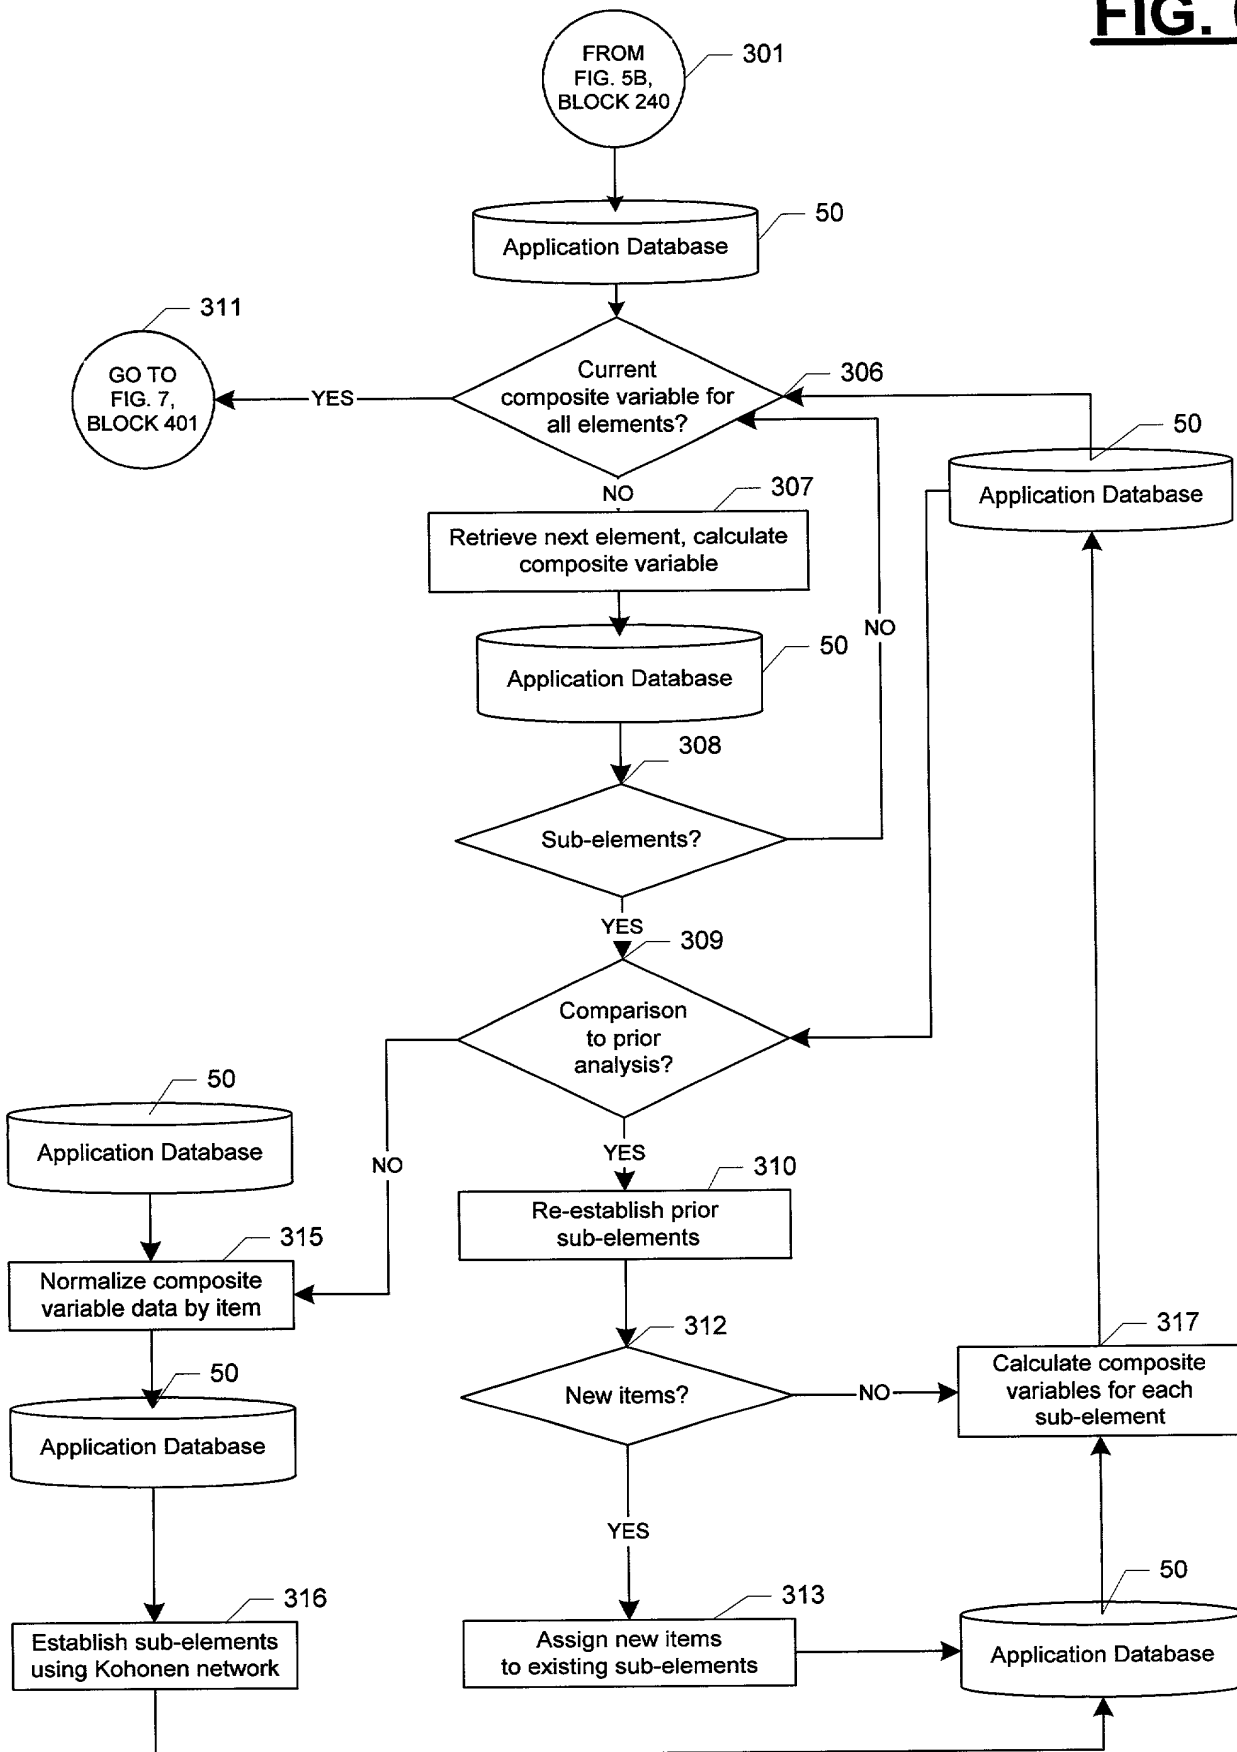 FIG.
FROM
FIG. 5B,
BLOCK 240
301
Application Database
50
311
GO TO
FIG. 7,
BLOCK 401
YES
Current
composite variable for
all elements?
306
50
Application Database
NO
307
Retrieve next element, calculate
composite variable
NO
50
Application Database
308
Sub-elements?
YES
309
Comparison
to prior
analysis?
50
Application Database
NO
YES
310
Re-establish prior
sub-elements
315
Normalize composite
variable data by item
312
New items?
NO
317
Calculate composite
variables for each
sub-element
50
Application Database
YES
316
Establish sub-elements
using Kohonen network
313
Assign new items
to existing sub-elements
50
Application Database